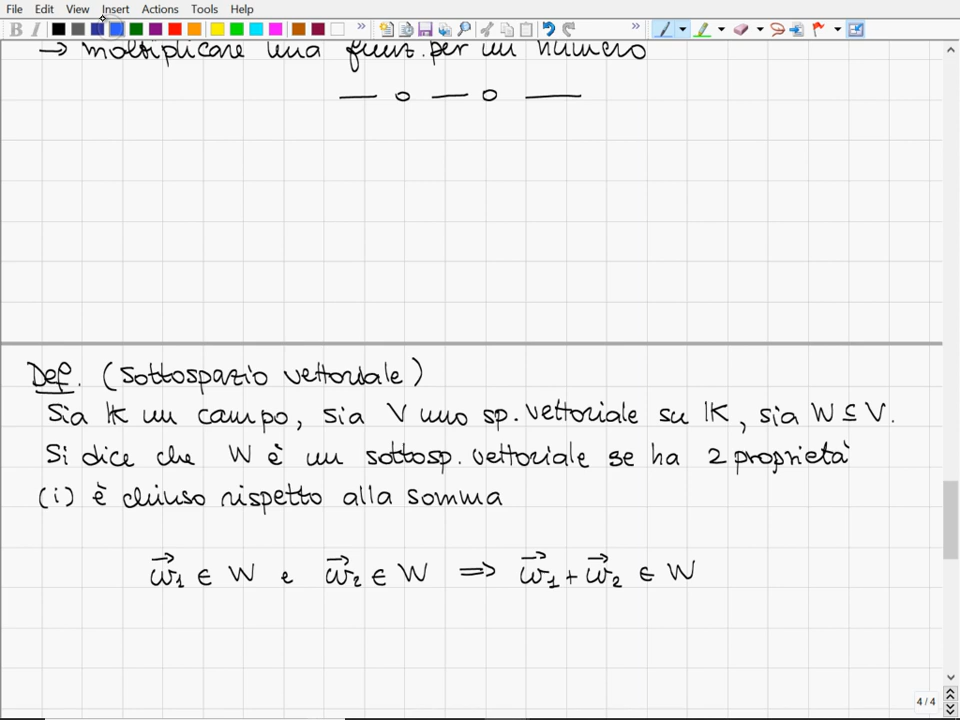 File Edit View Insert Actions Tools Help
B I
→ moltiplicare una funz. per un numero
Def. (Sottospazio vettoriale)
Sia K un campo, sia V uno sp. vettoriale su K, sia W ⊆ V.
Si dice che W è un sottosp. vettoriale se ha 2 proprietà
(i) è chiuso rispetto alla somma
w⃗₁ ∈ W e w⃗₂ ∈ W ⇒ w⃗₁ + w⃗₂ ∈ W
4 / 4